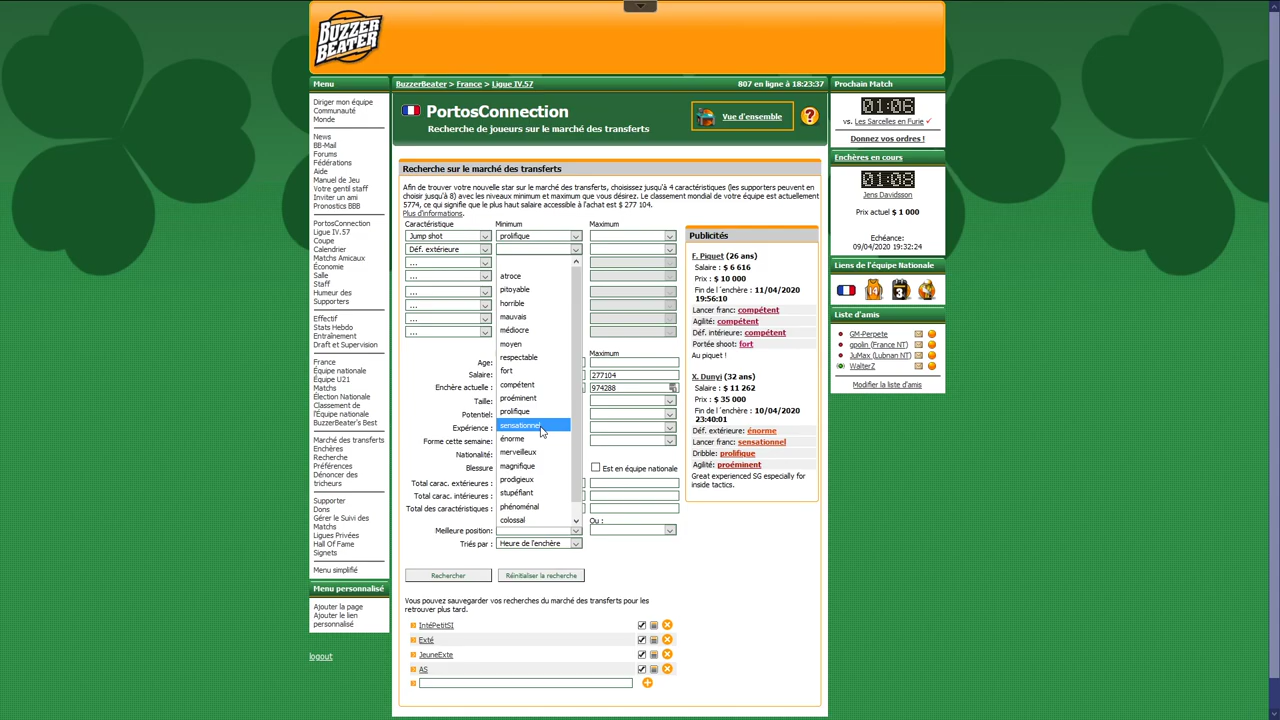 BUZZER
BEATER
Menu
Diriger mon équipe
Communauté
Monde
News
BB-Mail
Forums
Fédérations
Aide
Manuel de Jeu
Votre gentil staff
Inviter un ami
Pronostics BBB
PortosConnection
Ligue IV.57
Coupe
Calendrier
Matchs Amicaux
Économie
Salle
Staff
Humeur des
Supporters
Effectif
Stats Hebdo
Entraînement
Draft et Supervision
France
Équipe nationale
Équipe U21
Matchs
Élection Nationale
Classement de
l'Équipe nationale
BuzzerBeater's Best
Marché des transferts
Enchères
Recherche
Préférences
Dénoncer des
tricheurs
Supporter
Dons
Gérer le Suivi des
Matchs
Ligues Privées
Hall Of Fame
Signets
Menu simplifié
Menu personnalisé
Ajouter la page
Ajouter le lien
personnalisé
logout
BuzzerBeater > France > Ligue IV.57 807 en ligne à 18:23:37
PortosConnection
Recherche de joueurs sur le marché des transferts
Vue d'ensemble
?
Recherche sur le marché des transferts
Afin de trouver votre nouvelle star sur le marché des transferts, choisissez jusqu'à 4 caractéristiques (les supporters peuvent en
choisir jusqu'à 8) avec les niveaux minimum et maximum que vous désirez. Le classement mondial de votre équipe est actuellement
5774, ce qui signifie que le plus haut salaire accessible à l'achat est $ 277 104.
Plus d'informations.
Caractéristique Minimum Maximum
Jump shot prolifique
Déf. extérieure
...
...
...
...
...
...
atroce
pitoyable
horrible
mauvais
médiocre
moyen
respectable
fort
compétent
proéminent
prolifique
sensationnel
énorme
merveilleux
magnifique
prodigieux
stupéfiant
phénoménal
colossal
Maximum
Age:
Salaire: 277104
Enchère actuelle : 974288
Taille:
Potentiel:
Expérience :
Forme cette semaine:
Nationalité:
Blessure Est en équipe nationale
Total carac. extérieures :
Total carac. intérieures :
Total des caractéristiques :
Ou :
Meilleure position:
Triés par : Heure de l'enchère
Rechercher Réinitialiser la recherche
Vous pouvez sauvegarder vos recherches du marché des transferts pour les
retrouver plus tard.
IntéPetitSI
Exté
JeuneExte
AS
Publicités
F. Piquet (26 ans)
Salaire : $ 6 616
Prix : $ 10 000
Fin de l´enchère: 11/04/2020
19:56:10
Lancer franc: compétent
Agilité: compétent
Déf. intérieure: compétent
Portée shoot: fort
Au piquet !
X. Dunyi (32 ans)
Salaire : $ 11 262
Prix : $ 35 000
Fin de l´enchère: 10/04/2020
23:40:01
Déf. extérieure: énorme
Lancer franc: sensationnel
Dribble: prolifique
Agilité: proéminent
Great experienced SG especially for
inside tactics.
Prochain Match
01:06
vs. Les Sarcelles en Furie
Donnez vos ordres !
Enchères en cours
01:08
Jens Davidsson
Prix actuel $ 1 000
Echéance:
09/04/2020 19:32:24
Liens de l'équipe Nationale
14
3
Liste d'amis
GM-Perpete
gpolin (France NT)
JuMax (Lubnan NT)
WalterZ
Modifier la liste d'amis